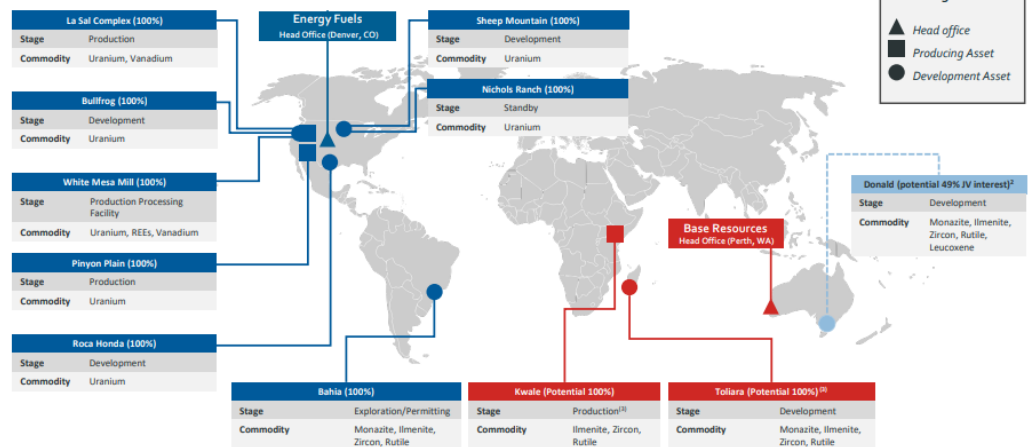 La Sal Complex (100%)
Stage Production
Commodity Uranium, Vanadium
Bullfrog (100%)
Stage Development
Commodity Uranium
White Mesa Mill (100%)
Stage Production Processing
Facility
Commodity Uranium, REEs, Vanadium
Pinyon Plain (100%)
Stage Production
Commodity Uranium
Roca Honda (100%)
Stage Development
Commodity Uranium
Energy Fuels
Head Office (Denver, CO)
Sheep Mountain (100%)
Stage Development
Commodity Uranium
Nichols Ranch (100%)
Stage Standby
Commodity Uranium
Head office
Producing Asset
Development Asset
Donald (potential 49% JV interest)²
Stage Development
Commodity Monazite, Ilmenite,
Zircon, Rutile,
Leucoxene
Base Resources
Head Office (Perth, WA)
Bahia (100%)
Stage Exploration/Permitting
Commodity Monazite, Ilmenite,
Zircon, Rutile
Kwale (Potential 100%)
Stage Production⁽³⁾
Commodity Ilmenite, Zircon,
Rutile
Toliara (Potential 100%) ⁽³⁾
Stage Development
Commodity Monazite, Ilmenite,
Zircon, Rutile